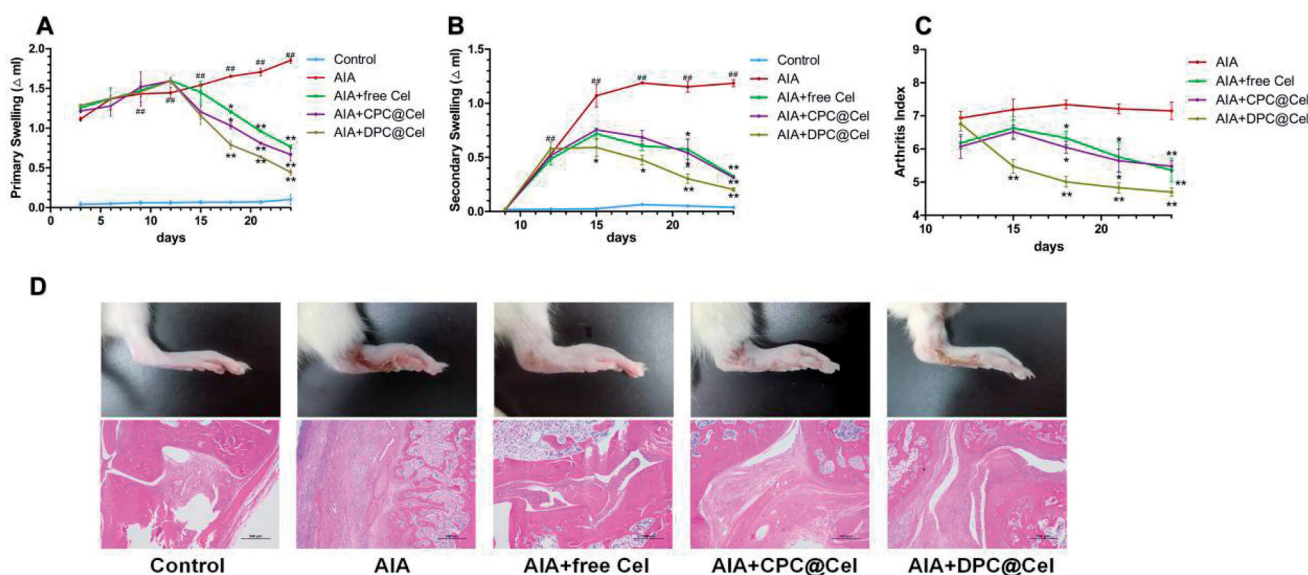 A
Primary Swelling (△ ml)
2.0
1.5
1.0
0.5
0.0
0 5 10 15 20
days
## ## ## ## ## ## ##
* * ** ** ** ** ** ** **
Control
AIA
AIA+free Cel
AIA+CPC@Cel
AIA+DPC@Cel
B
Secondary Swelling (△ ml)
1.5
1.0
0.5
0.0
10 15 20
days
## ## ## ## ##
* * * * ** ** ** **
Control
AIA
AIA+free Cel
AIA+CPC@Cel
AIA+DPC@Cel
C
Arthritis Index
10
9
8
7
6
5
4
10 15 20
days
* * * * ** ** ** ** ** **
AIA
AIA+free Cel
AIA+CPC@Cel
AIA+DPC@Cel
D
Control AIA AIA+free Cel AIA+CPC@Cel AIA+DPC@Cel